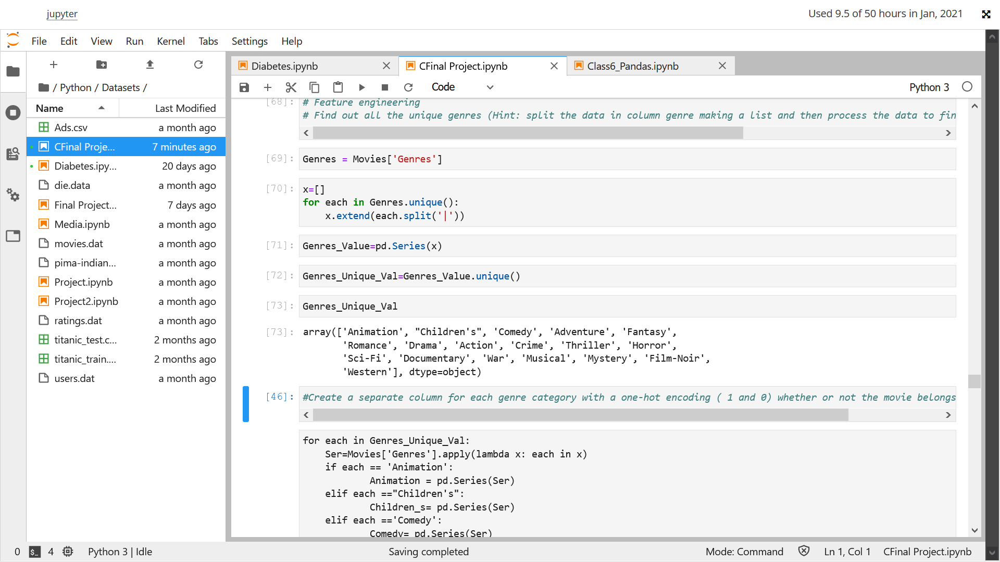 jupyter
Used 9.5 of 50 hours in Jan, 2021
File Edit View Run Kernel Tabs Settings Help
/ Python / Datasets /
Name Last Modified
Ads.csv a month ago
CFinal Proje... 7 minutes ago
Diabetes.ipy... 20 days ago
die.data a month ago
Final Project... 7 days ago
Media.ipynb a month ago
movies.dat a month ago
pima-indian... a month ago
Project.ipynb a month ago
Project2.ipynb a month ago
ratings.dat a month ago
titanic_test.c... 2 months ago
titanic_train.... 2 months ago
users.dat a month ago
Diabetes.ipynb CFinal Project.ipynb Class6_Pandas.ipynb
Code Python 3
[68]: # Feature engineering
# Find out all the unique genres (Hint: split the data in column genre making a list and then process the data to fin
[69]: Genres = Movies['Genres']
[70]: x=[]
for each in Genres.unique():
    x.extend(each.split('|'))
[71]: Genres_Value=pd.Series(x)
[72]: Genres_Unique_Val=Genres_Value.unique()
[73]: Genres_Unique_Val
[73]: array(['Animation', "Children's", 'Comedy', 'Adventure', 'Fantasy',
       'Romance', 'Drama', 'Action', 'Crime', 'Thriller', 'Horror',
       'Sci-Fi', 'Documentary', 'War', 'Musical', 'Mystery', 'Film-Noir',
       'Western'], dtype=object)
[46]: #Create a separate column for each genre category with a one-hot encoding ( 1 and 0) whether or not the movie belongs
for each in Genres_Unique_Val:
    Ser=Movies['Genres'].apply(lambda x: each in x)
    if each == 'Animation':
            Animation = pd.Series(Ser)
    elif each =="Children's":
            Children_s= pd.Series(Ser)
    elif each =='Comedy':
            Comedy= pd.Series(Ser)
0 $_ 4 Python 3 | Idle Saving completed Mode: Command Ln 1, Col 1 CFinal Project.ipynb